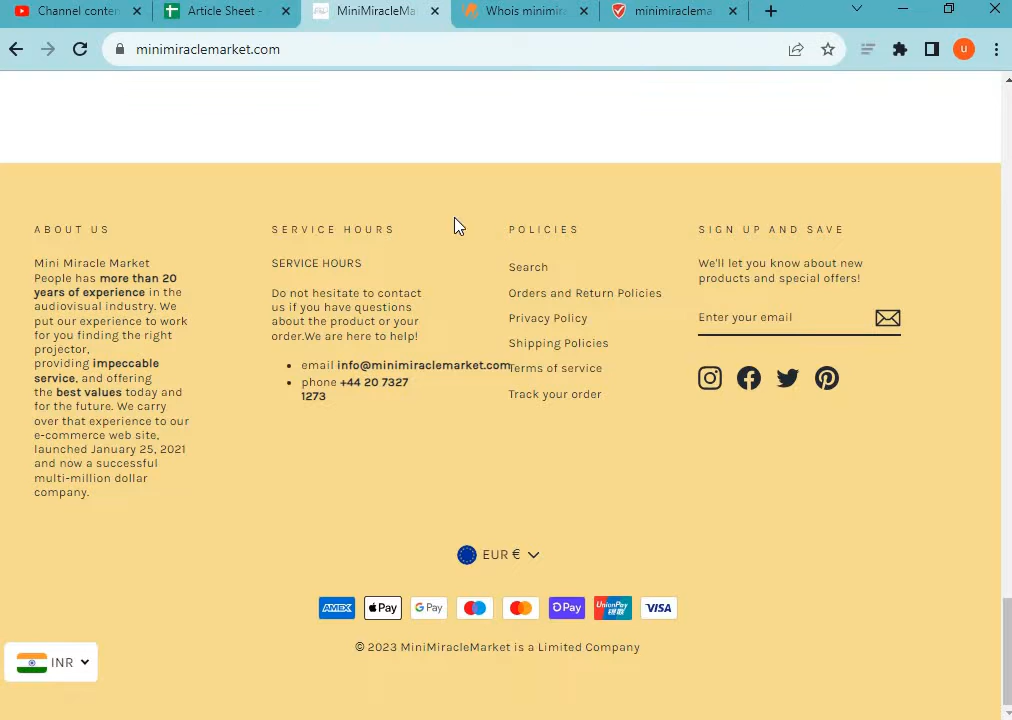 Channel conten
Article Sheet -
MiniMiracleMa
Whois minimira
minimiraclema
minimiraclemarket.com
U
ABOUT US
Mini Miracle Market
People has more than 20
years of experience in the
audiovisual industry. We
put our experience to work
for you finding the right
projector,
providing impeccable
service, and offering
the best values today and
for the future. We carry
over that experience to our
e-commerce web site,
launched January 25, 2021
and now a successful
multi-million dollar
company.
SERVICE HOURS
SERVICE HOURS
Do not hesitate to contact
us if you have questions
about the product or your
order.We are here to help!
email info@minimiraclemarket.com
phone +44 20 7327
1273
POLICIES
Search
Orders and Return Policies
Privacy Policy
Shipping Policies
Terms of service
Track your order
SIGN UP AND SAVE
We'll let you know about new
products and special offers!
Enter your email
EUR €
AMEX
Pay
G Pay
Pay
UnionPay
银联
VISA
© 2023 MiniMiracleMarket is a Limited Company
INR